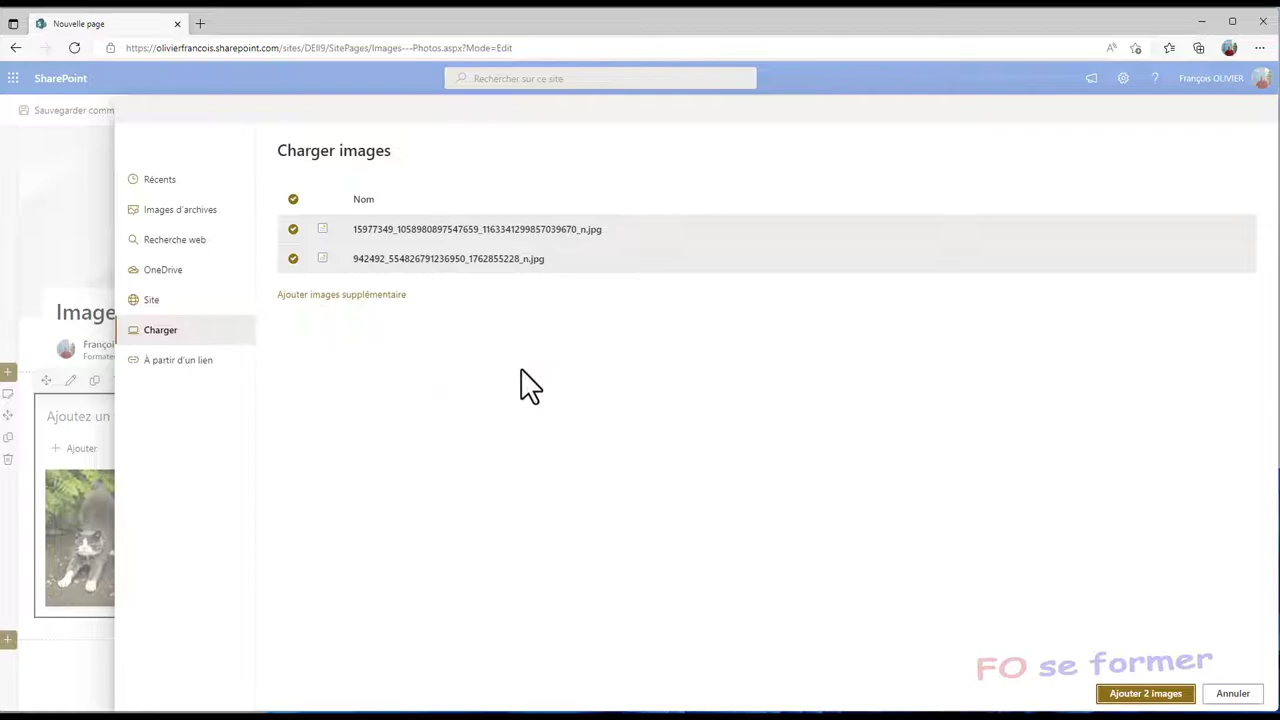 Nouvelle page
https://olivierfrancois.sharepoint.com/sites/DEII9/SitePages/Images---Photos.aspx?Mode=Edit
SharePoint
Rechercher sur ce site
François OLIVIER
Sauvegarder comm
Charger images
Récents
Images d'archives
Recherche web
OneDrive
Site
Charger
À partir d'un lien
Nom
15977349_1058980897547659_1163341299857039670_n.jpg
942492_554826791236950_1762855228_n.jpg
Ajouter images supplémentaire
Image
Françoi
Formate
Ajoutez un
Ajouter
FO se former
Ajouter 2 images
Annuler